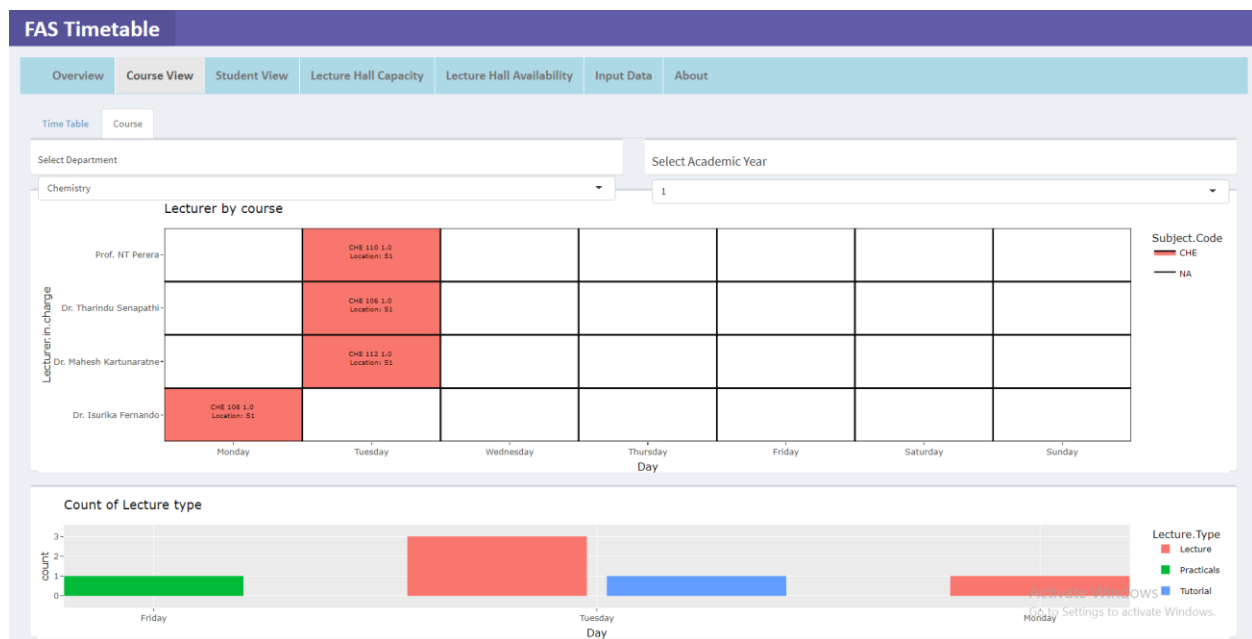 FAS Timetable
Overview Course View Student View Lecture Hall Capacity Lecture Hall Availability Input Data About
Time Table Course
Select Department
Select Academic Year
Chemistry
1
Lecturer by course
Lecturer.in.charge
Prof. NT Perera
CHE 110 1.0
Location: S1
Dr. Tharindu Senapathi
CHE 106 1.0
Location: S1
Dr. Mahesh Kartunaratne
CHE 112 1.0
Location: S1
Dr. Isurika Fernando
CHE 108 1.0
Location: S1
Monday Tuesday Wednesday Thursday Friday Saturday Sunday
Day
Subject.Code
CHE
NA
Count of Lecture type
count
3
2
1
0
Friday Tuesday Monday
Day
Lecture.Type
Lecture
Practicals
Tutorial
Activate Windows
Go to Settings to activate Windows.